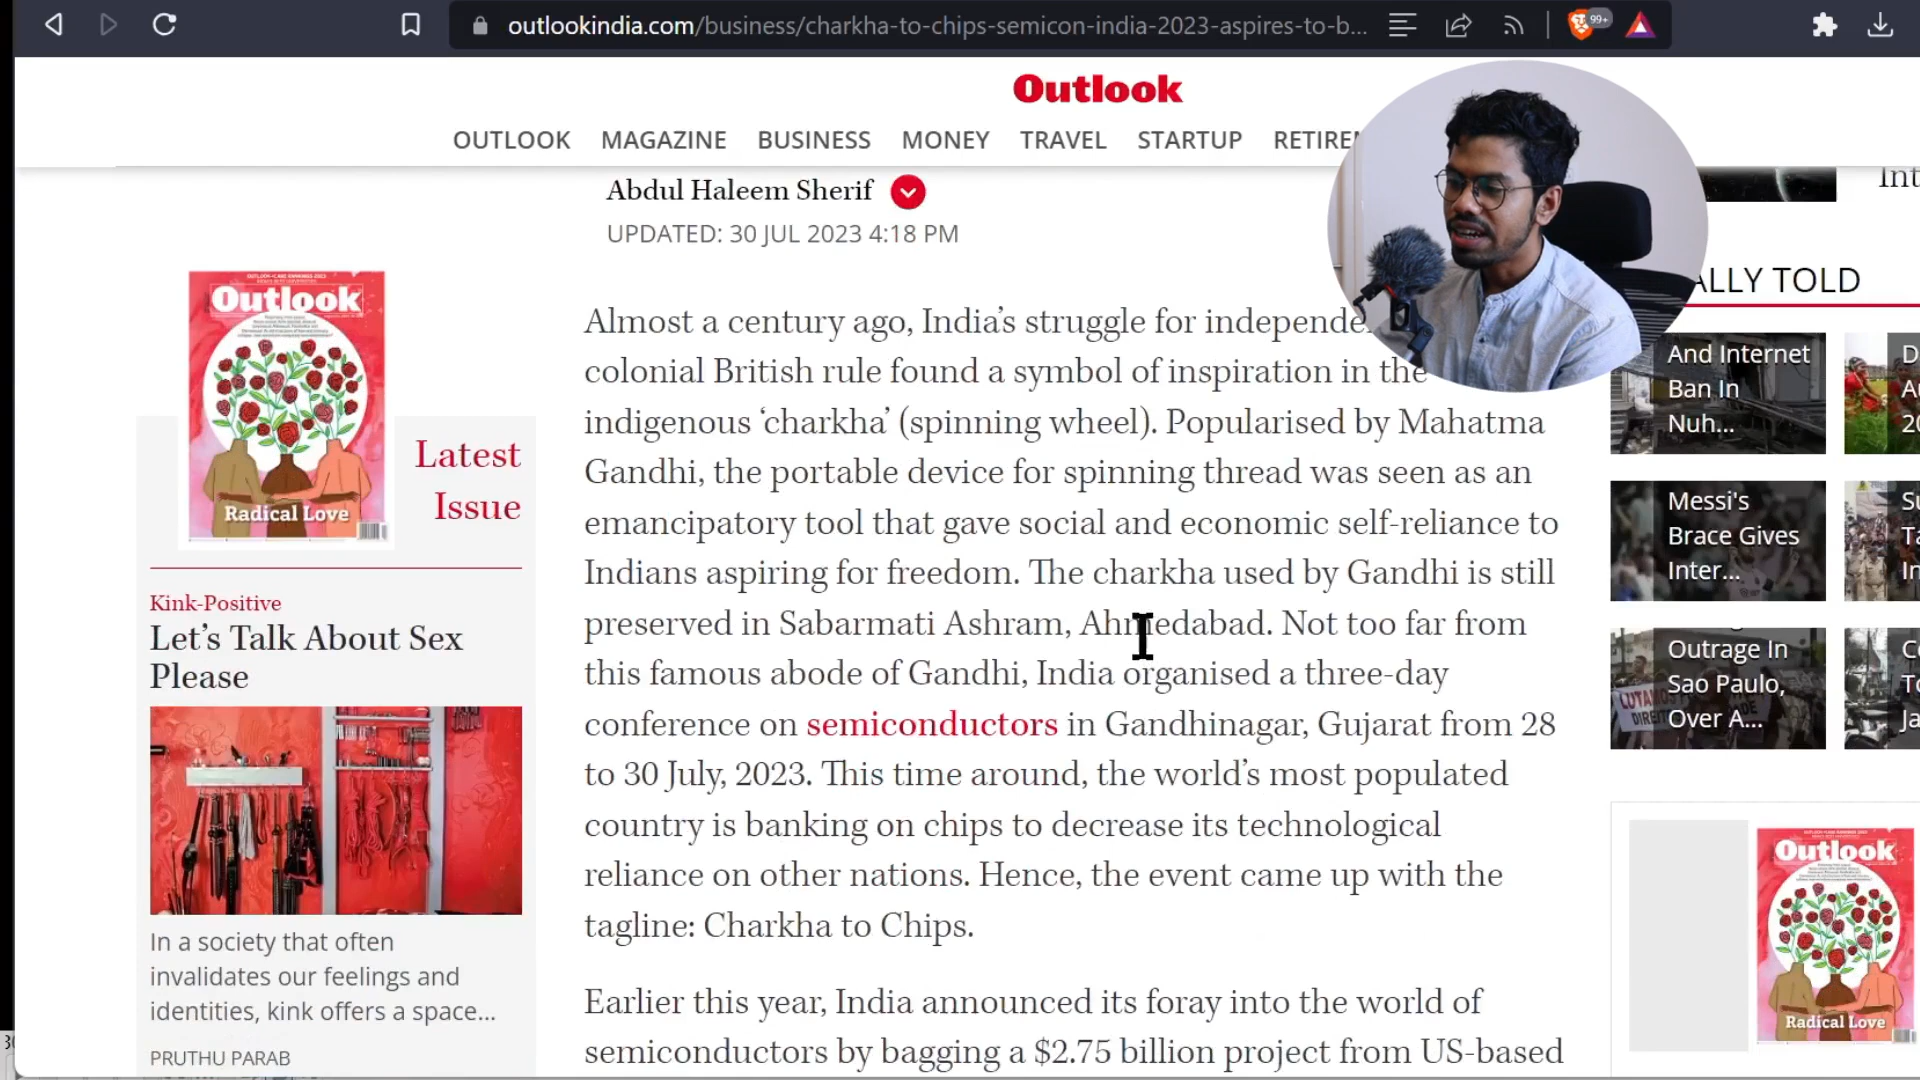 outlookindia.com/business/charkha-to-chips-semicon-india-2023-aspires-to-b...
99+
Outlook
OUTLOOK MAGAZINE BUSINESS MONEY TRAVEL STARTUP RETIREM
Abdul Haleem Sherif
UPDATED: 30 JUL 2023 4:18 PM
Almost a century ago, India's struggle for independe
colonial British rule found a symbol of inspiration in the
indigenous ‘charkha’ (spinning wheel). Popularised by Mahatma
Gandhi, the portable device for spinning thread was seen as an
emancipatory tool that gave social and economic self-reliance to
Indians aspiring for freedom. The charkha used by Gandhi is still
preserved in Sabarmati Ashram, Ahmedabad. Not too far from
this famous abode of Gandhi, India organised a three-day
conference on semiconductors in Gandhinagar, Gujarat from 28
to 30 July, 2023. This time around, the world’s most populated
country is banking on chips to decrease its technological
reliance on other nations. Hence, the event came up with the
tagline: Charkha to Chips.
Earlier this year, India announced its foray into the world of
semiconductors by bagging a $2.75 billion project from US-based
Outlook
Radical Love
Latest
Issue
Kink-Positive
Let’s Talk About Sex
Please
In a society that often
invalidates our feelings and
identities, kink offers a space...
PRUTHU PARAB
Int
ALLY TOLD
And Internet
Ban In
Nuh...
Messi's
Brace Gives
Inter...
Outrage In
Sao Paulo,
Over A...
Outlook
Radical Love